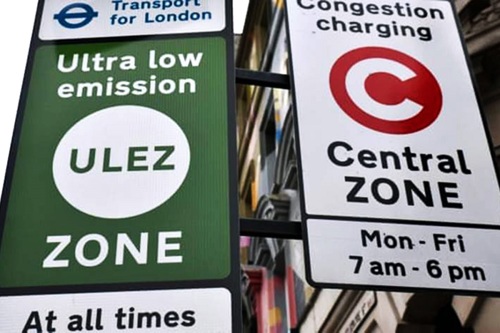 Transport
for London
Ultra low
emission
ULEZ
ZONE
At all times
Congestion
charging
C
Central
ZONE
Mon - Fri
7 am - 6 pm